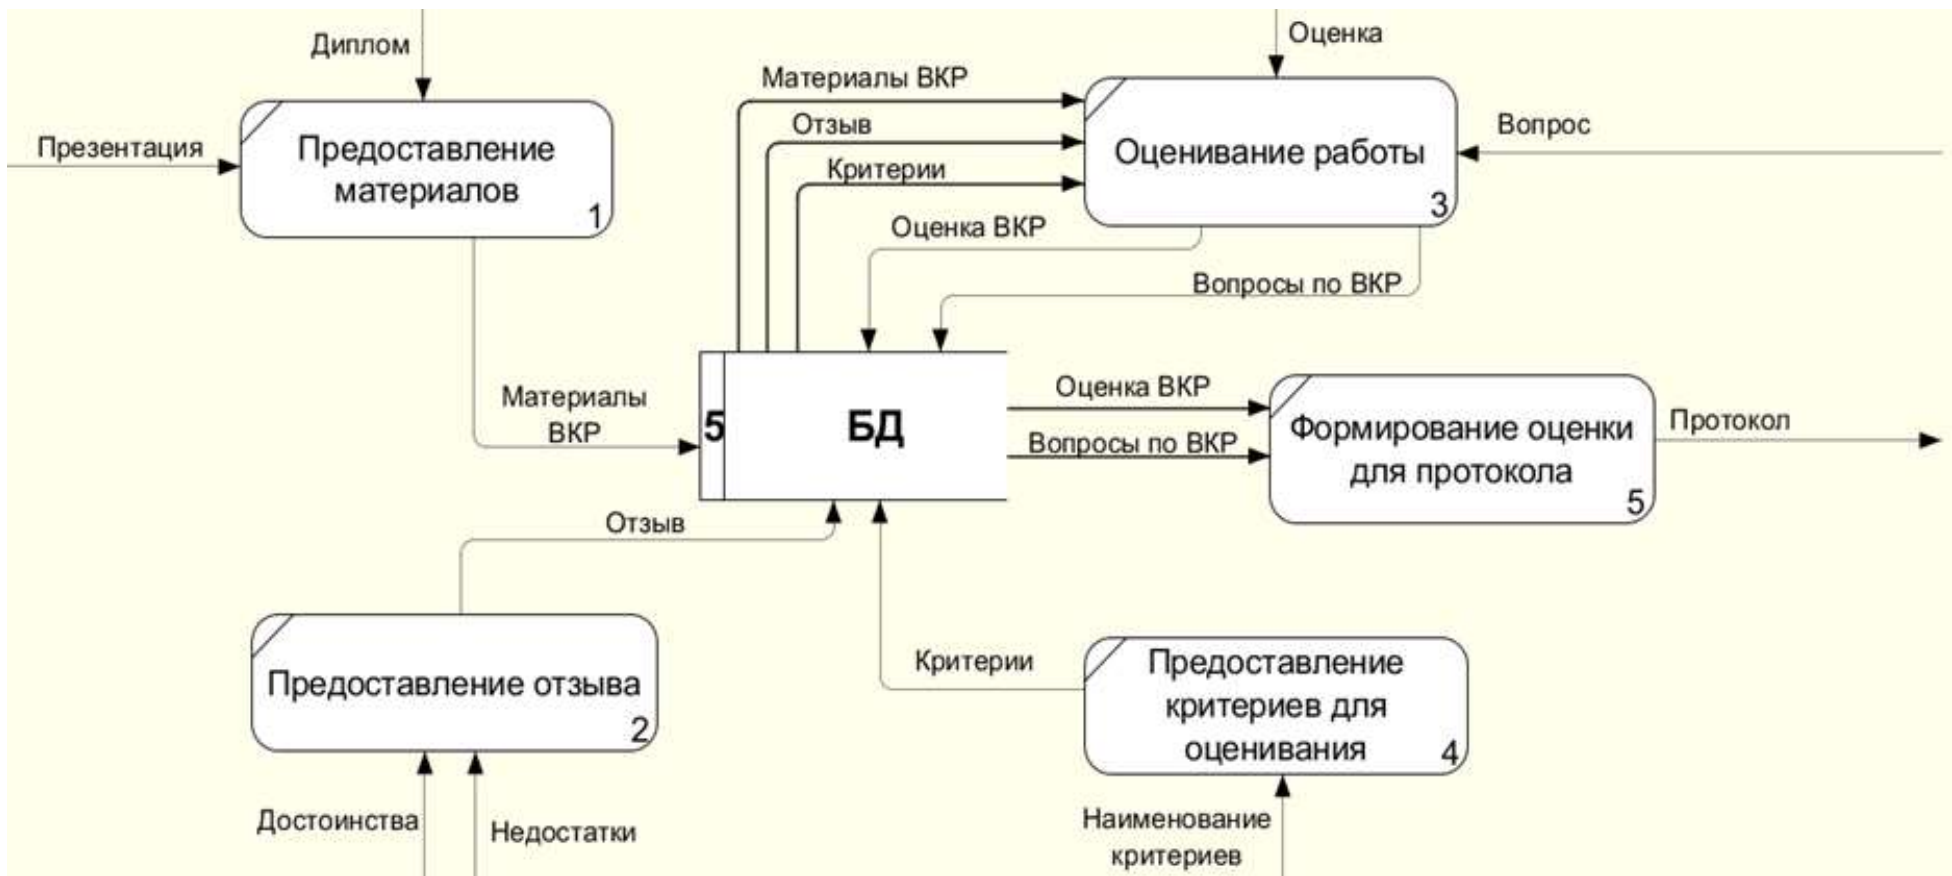 Диплом
Оценка
Материалы ВКР
Отзыв
Критерии
Презентация
Предоставление
материалов
1
Оценивание работы
3
Вопрос
Оценка ВКР
Вопросы по ВКР
Материалы
ВКР
5
БД
Оценка ВКР
Вопросы по ВКР
Формирование оценки
для протокола
5
Протокол
Отзыв
Предоставление отзыва
2
Критерии
Предоставление
критериев для
оценивания
4
Достоинства
Недостатки
Наименование
критериев